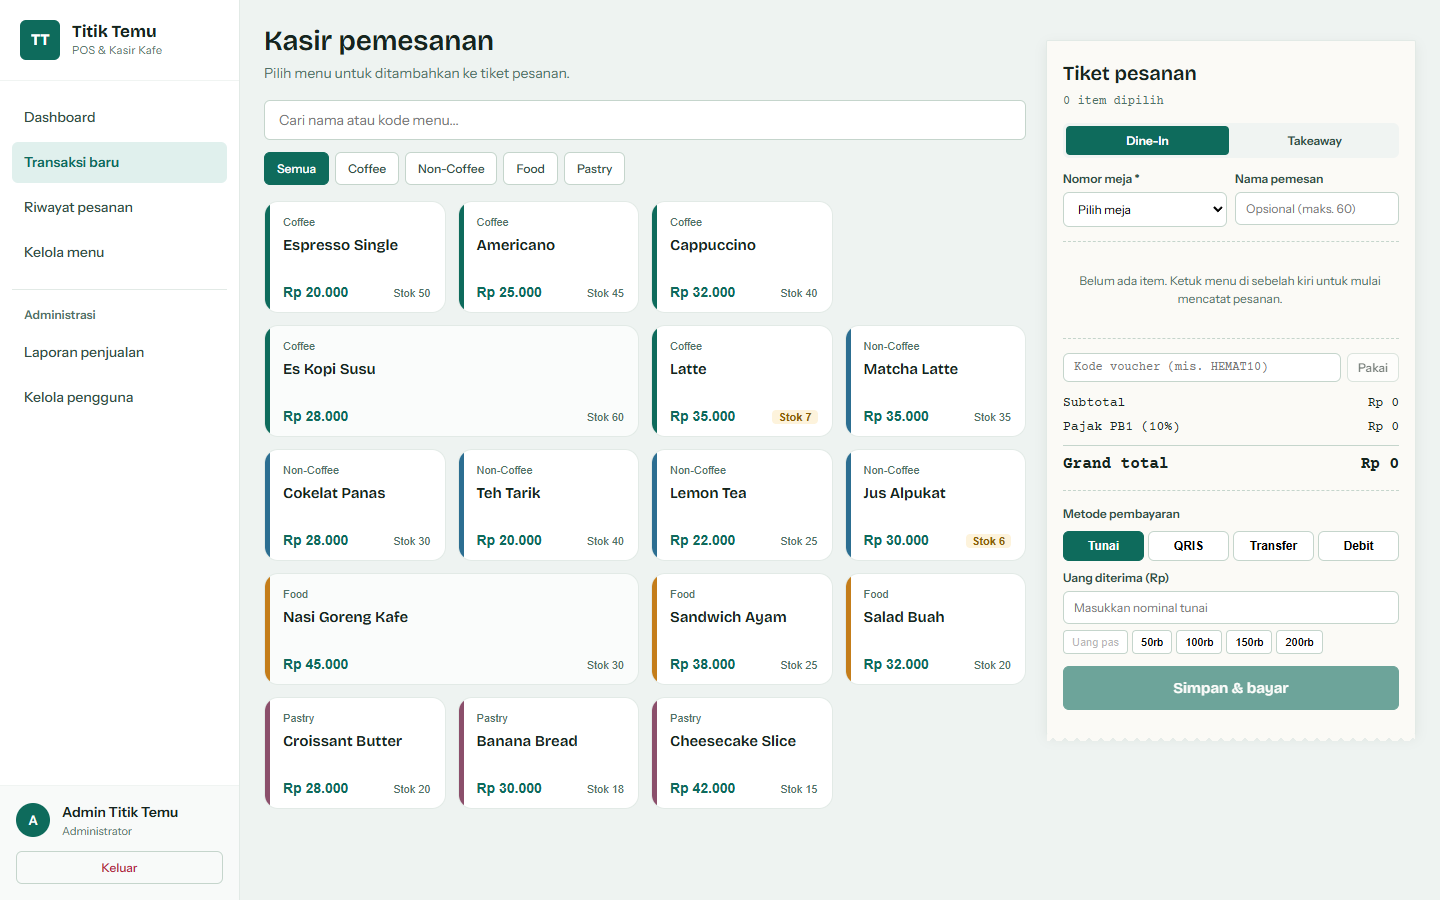 TT
Titik Temu
POS & Kasir Kafe
Dashboard
Transaksi baru
Riwayat pesanan
Kelola menu
Administrasi
Laporan penjualan
Kelola pengguna
A
Admin Titik Temu
Administrator
Keluar
Kasir pemesanan
Pilih menu untuk ditambahkan ke tiket pesanan.
Cari nama atau kode menu...
Semua Coffee Non-Coffee Food Pastry
Coffee
Espresso Single
Rp 20.000 Stok 50
Coffee
Americano
Rp 25.000 Stok 45
Coffee
Cappuccino
Rp 32.000 Stok 40
Coffee
Es Kopi Susu
Rp 28.000 Stok 60
Coffee
Latte
Rp 35.000 Stok 7
Non-Coffee
Matcha Latte
Rp 35.000 Stok 35
Non-Coffee
Cokelat Panas
Rp 28.000 Stok 30
Non-Coffee
Teh Tarik
Rp 20.000 Stok 40
Non-Coffee
Lemon Tea
Rp 22.000 Stok 25
Non-Coffee
Jus Alpukat
Rp 30.000 Stok 6
Food
Nasi Goreng Kafe
Rp 45.000 Stok 30
Food
Sandwich Ayam
Rp 38.000 Stok 25
Food
Salad Buah
Rp 32.000 Stok 20
Pastry
Croissant Butter
Rp 28.000 Stok 20
Pastry
Banana Bread
Rp 30.000 Stok 18
Pastry
Cheesecake Slice
Rp 42.000 Stok 15
Tiket pesanan
0 item dipilih
Dine-In Takeaway
Nomor meja * Nama pemesan
Pilih meja Opsional (maks. 60)
Belum ada item. Ketuk menu di sebelah kiri untuk mulai
mencatat pesanan.
Kode voucher (mis. HEMAT10) Pakai
Subtotal Rp 0
Pajak PB1 (10%) Rp 0
Grand total Rp 0
Metode pembayaran
Tunai QRIS Transfer Debit
Uang diterima (Rp)
Masukkan nominal tunai
Uang pas 50rb 100rb 150rb 200rb
Simpan & bayar